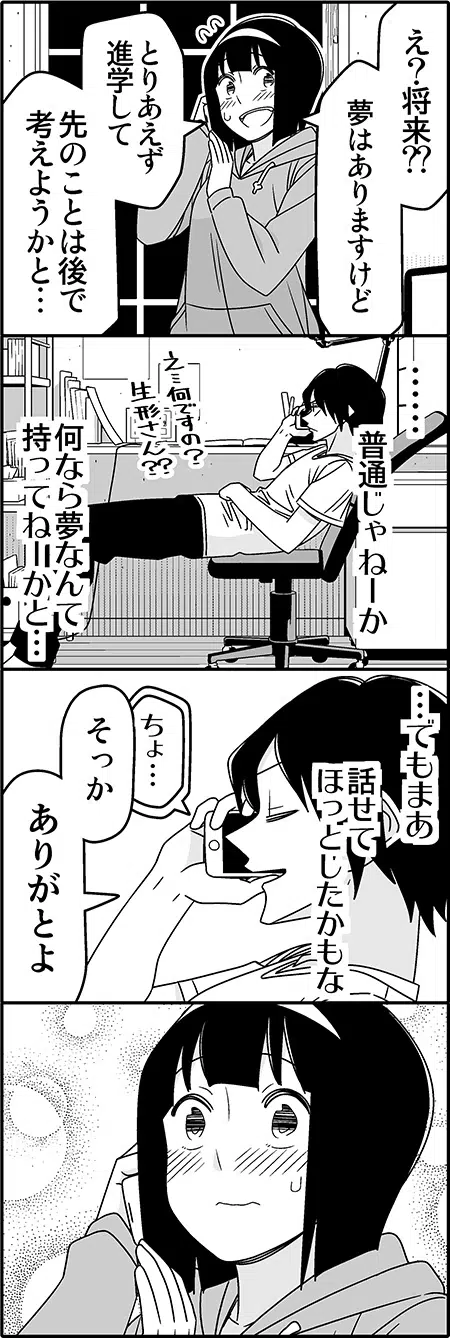 え？将来??
夢はありますけど
とりあえず
進学して
先のことは後で
考えようかと…
………
普通じゃねーか
え…何ですの？
生形さん??
何なら夢なんて
持ってねーかと…
…でもまあ
話せて
ほっとしたかもな
ちょ…
そっか
ありがとよ